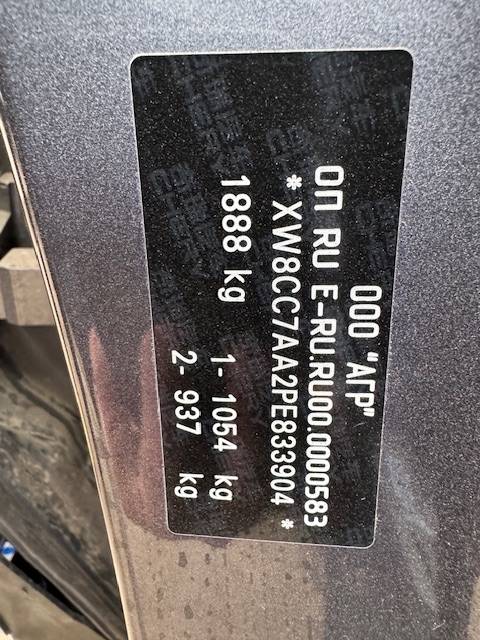 ООО "АГР"
ОП RU E-RU.RU00.0000583
* XW8CC7AA2PE833904 *
1888 kg
1- 1054 kg
2- 937 kg